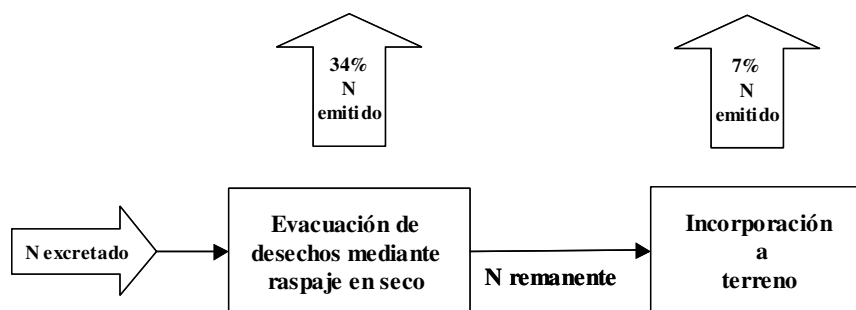 34%
N
emitido
7%
N
emitido
N excretado
Evacuación de
desechos mediante
raspaje en seco
N remanente
Incorporación
a
terreno